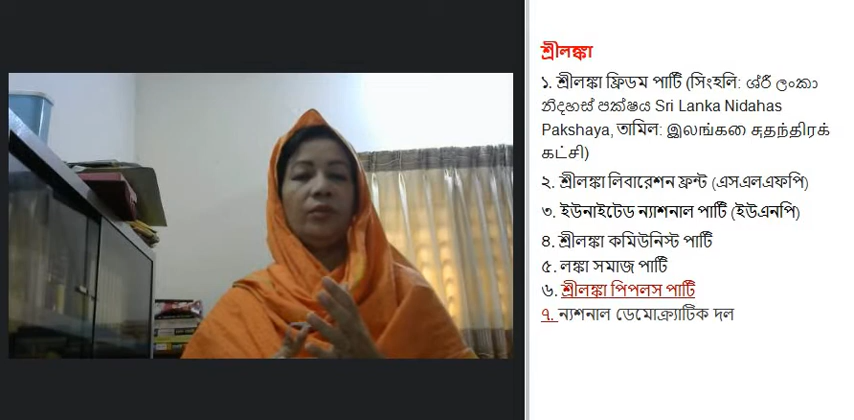 শ্রীলঙ্কা
১. শ্রীলঙ্কা ফ্রিডম পার্টি (সিংহলি: ශ්රී ලංකා
නිදහස් පක්ෂය Sri Lanka Nidahas
Pakshaya, তামিল: இலங்கை சுதந்திரக்
கட்சி)
২. শ্রীলঙ্কা লিবারেশন ফ্রন্ট (এসএলএফপি)
৩. ইউনাইটেড ন্যাশনাল পার্টি (ইউএনপি)
৪. শ্রীলঙ্কা কমিউনিস্ট পার্টি
৫. লঙ্কা সমাজ পার্টি
৬. শ্রীলঙ্কা পিপলস পার্টি
৭. ন্যশনাল ডেমোক্র্যাটিক দল